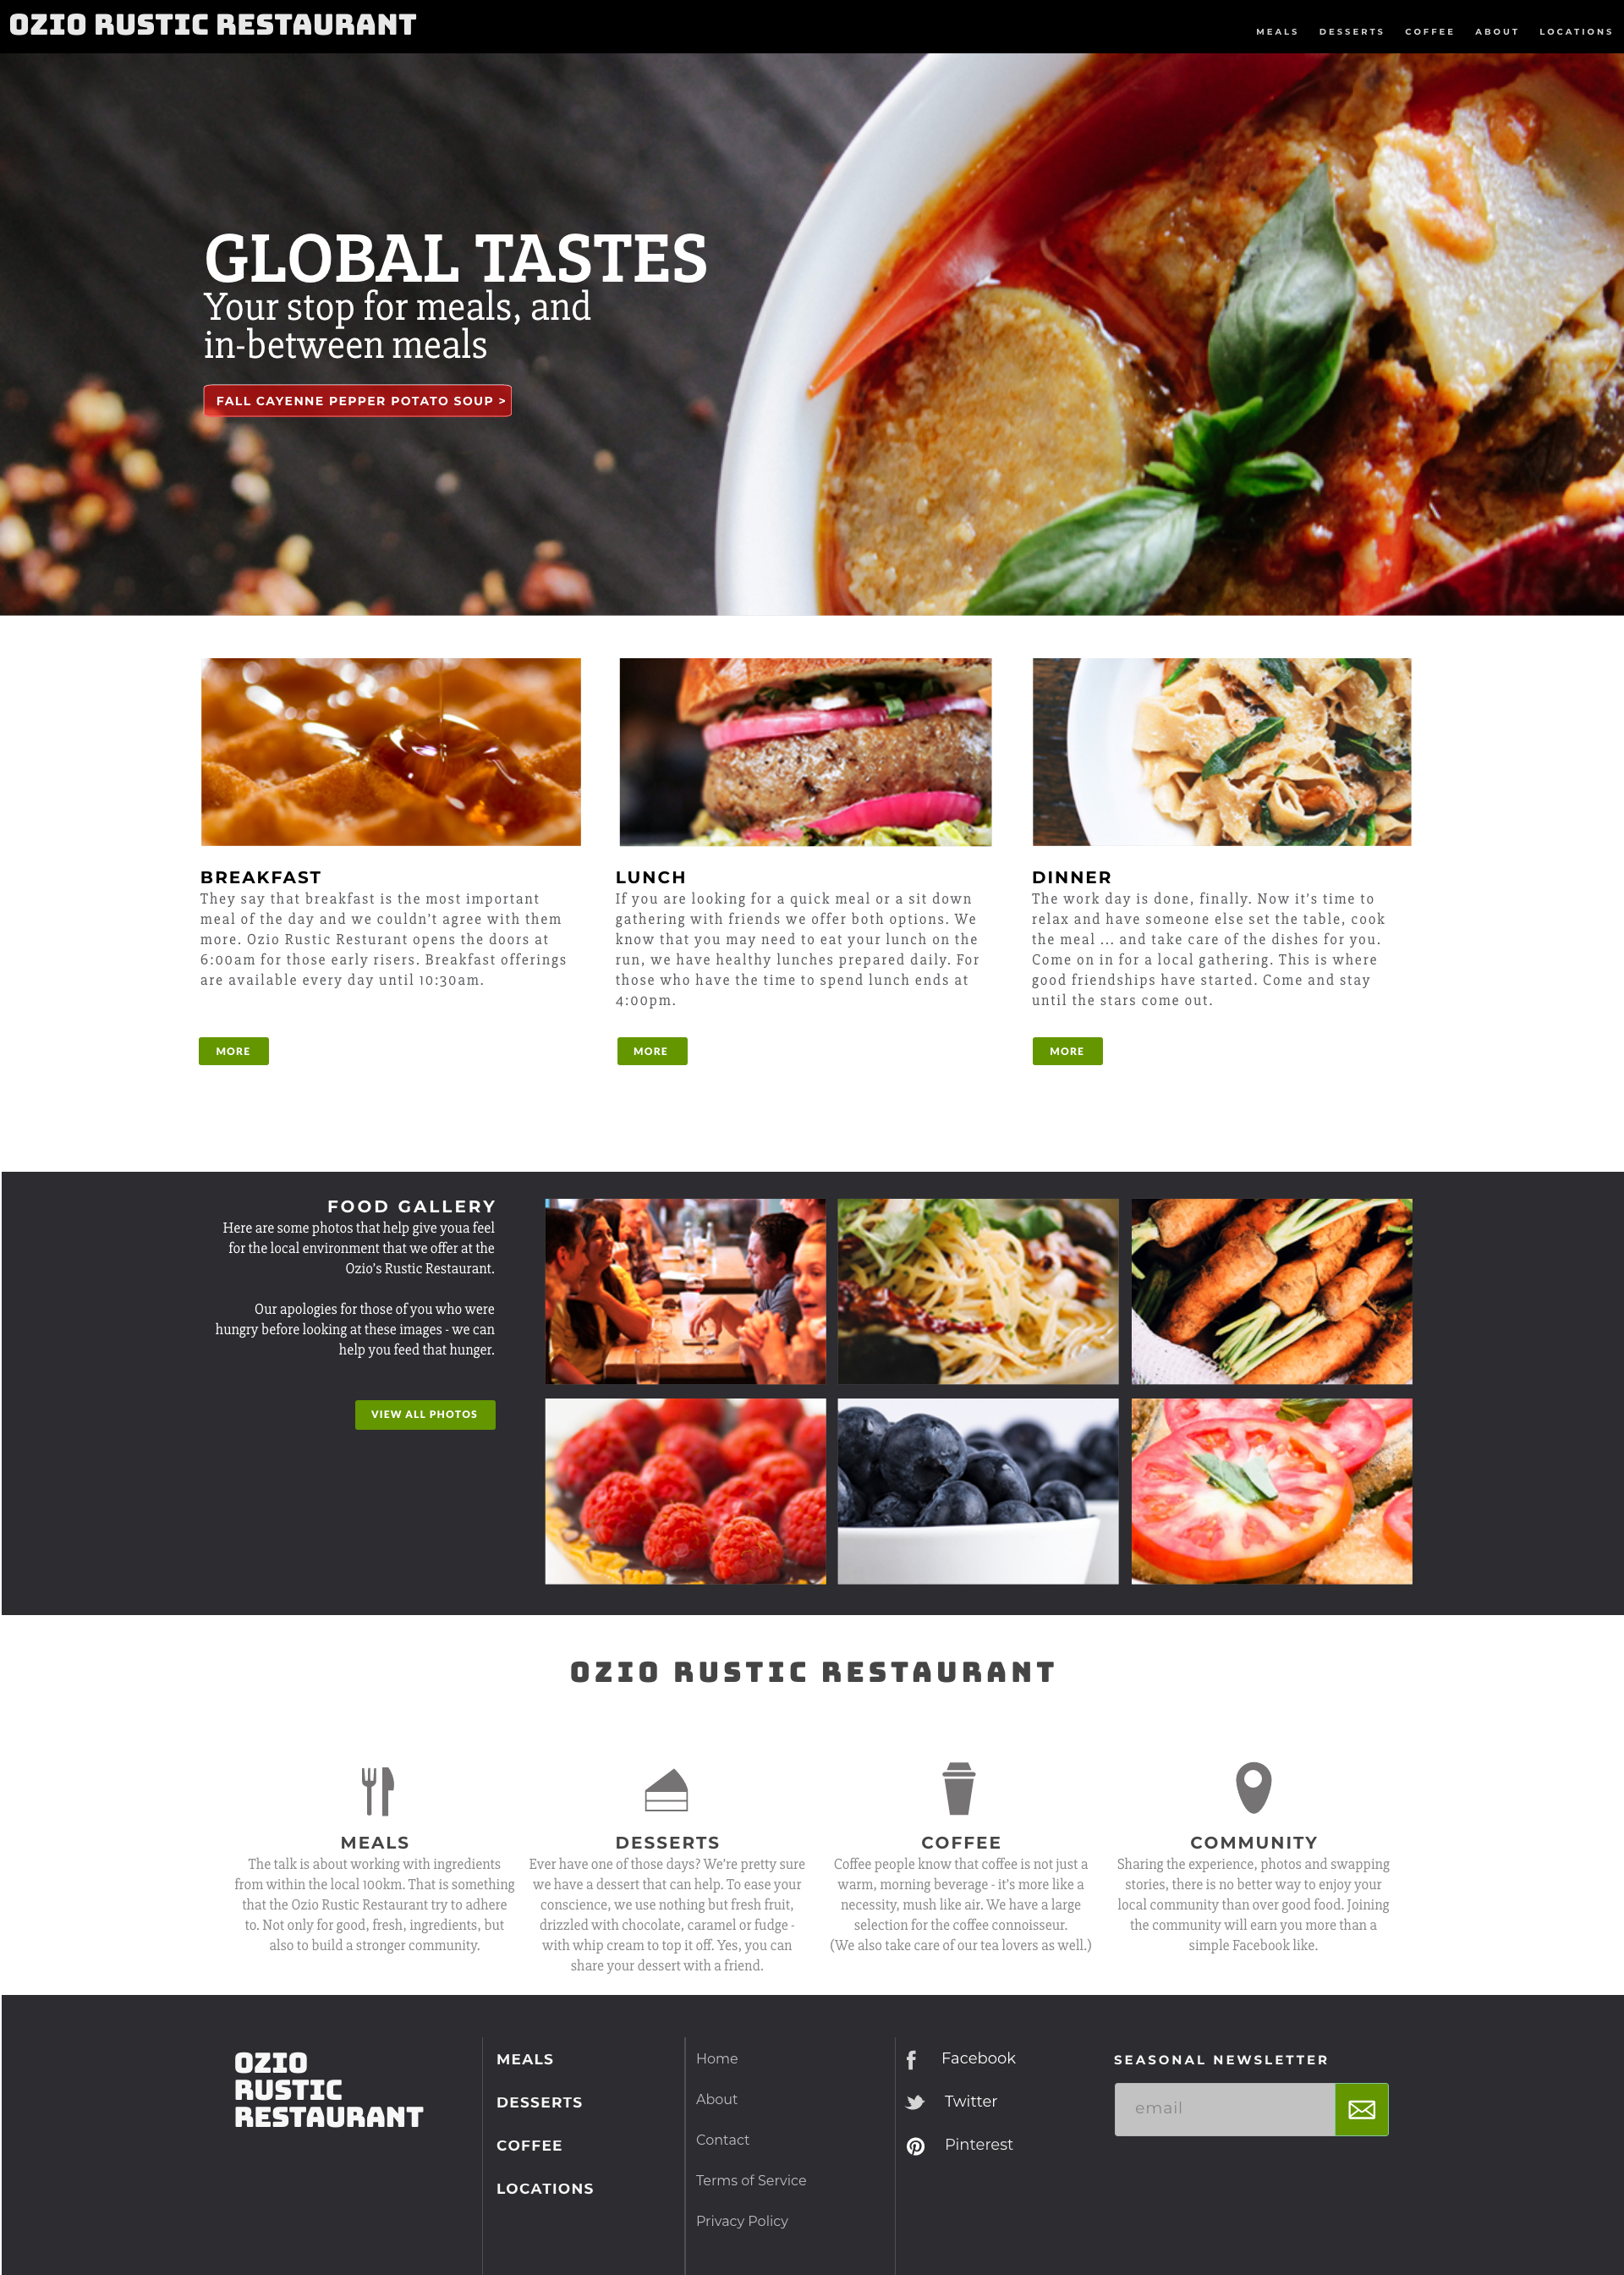 OZIO RUSTIC RESTAURANT
MEALS DESSERTS COFFEE ABOUT LOCATIONS
GLOBAL TASTES
Your stop for meals, and
in-between meals
FALL CAYENNE PEPPER POTATO SOUP >
BREAKFAST
They say that breakfast is the most important
meal of the day and we couldn't agree with them
more. Ozio Rustic Resturant opens the doors at
6:00am for those early risers. Breakfast offerings
are available every day until 10:30am.
MORE
LUNCH
If you are looking for a quick meal or a sit down
gathering with friends we offer both options. We
know that you may need to eat your lunch on the
run, we have healthy lunches prepared daily. For
those who have the time to spend lunch ends at
4:00pm.
MORE
DINNER
The work day is done, finally. Now it's time to
relax and have someone else set the table, cook
the meal ... and take care of the dishes for you.
Come on in for a local gathering. This is where
good friendships have started. Come and stay
until the stars come out.
MORE
FOOD GALLERY
Here are some photos that help give youa feel
for the local environment that we offer at the
Ozio's Rustic Restaurant.
Our apologies for those of you who were
hungry before looking at these images - we can
help you feed that hunger.
VIEW ALL PHOTOS
OZIO RUSTIC RESTAURANT
MEALS
The talk is about working with ingredients
from within the local 100km. That is something
that the Ozio Rustic Restaurant try to adhere
to. Not only for good, fresh, ingredients, but
also to build a stronger community.
DESSERTS
Ever have one of those days? We're pretty sure
we have a dessert that can help. To ease your
conscience, we use nothing but fresh fruit,
drizzled with chocolate, caramel or fudge -
with whip cream to top it off. Yes, you can
share your dessert with a friend.
COFFEE
Coffee people know that coffee is not just a
warm, morning beverage - it's more like a
necessity, mush like air. We have a large
selection for the coffee connoisseur.
(We also take care of our tea lovers as well.)
COMMUNITY
Sharing the experience, photos and swapping
stories, there is no better way to enjoy your
local community than over good food. Joining
the community will earn you more than a
simple Facebook like.
OZIO
RUSTIC
RESTAURANT
MEALS
DESSERTS
COFFEE
LOCATIONS
Home
About
Contact
Terms of Service
Privacy Policy
Facebook
Twitter
Pinterest
SEASONAL NEWSLETTER
email